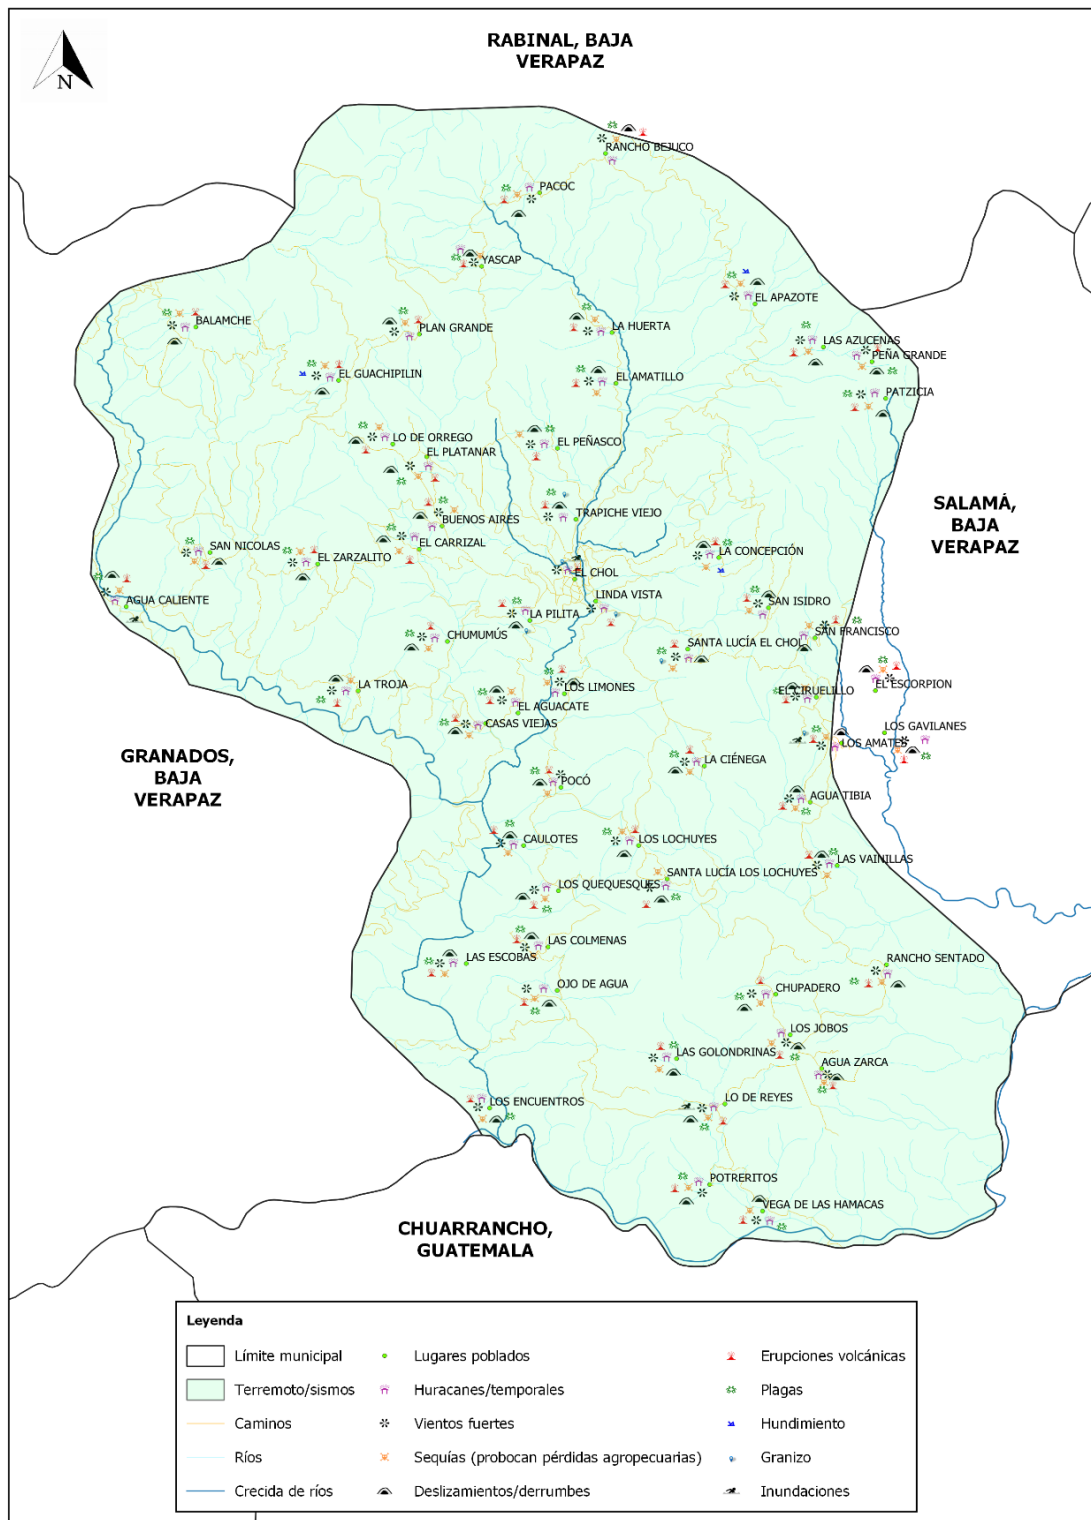 RABINAL, BAJA
VERAPAZ
N
RANCHO BEJUCO
PACOC
YASCAP
EL APAZOTE
BALAMCHE
PLAN GRANDE
LA HUERTA
LAS AZUCENAS
PEÑA GRANDE
EL GUACHIPILIN
EL AMATILLO
PATZICIA
LO DE ORREGO
EL PEÑASCO
EL PLATANAR
SALAMÁ,
BAJA
VERAPAZ
BUENOS AIRES
TRAPICHE VIEJO
EL CARRIZAL
SAN NICOLAS
EL ZARZALITO
LA CONCEPCIÓN
EL CHOL
AGUA CALIENTE
LINDA VISTA
SAN ISIDRO
LA PILITA
CHUMUMÚS
SAN FRANCISCO
SANTA LUCÍA EL CHOL
LA TROJA
LOS LIMONES
EL CIRUELILLO
EL ESCORPION
EL AGUACATE
CASAS VIEJAS
LOS GAVILANES
LOS AMATES
GRANADOS,
BAJA
VERAPAZ
LA CIÉNEGA
POCÓ
AGUA TIBIA
CAULOTES
LOS LOCHUYES
LAS VAINILLAS
SANTA LUCÍA LOS LOCHUYES
LOS QUEQUESQUES
LAS COLMENAS
LAS ESCOBAS
RANCHO SENTADO
OJO DE AGUA
CHUPADERO
LOS JOBOS
LAS GOLONDRINAS
AGUA ZARCA
LOS ENCUENTROS
LO DE REYES
POTRERITOS
VEGA DE LAS HAMACAS
CHUARRANCHO,
GUATEMALA
Leyenda
Límite municipal
Lugares poblados
Erupciones volcánicas
Terremoto/sismos
Huracanes/temporales
Plagas
Caminos
Vientos fuertes
Hundimiento
Ríos
Sequías (probocan pérdidas agropecuarias)
Granizo
Crecida de ríos
Deslizamientos/derrumbes
Inundaciones